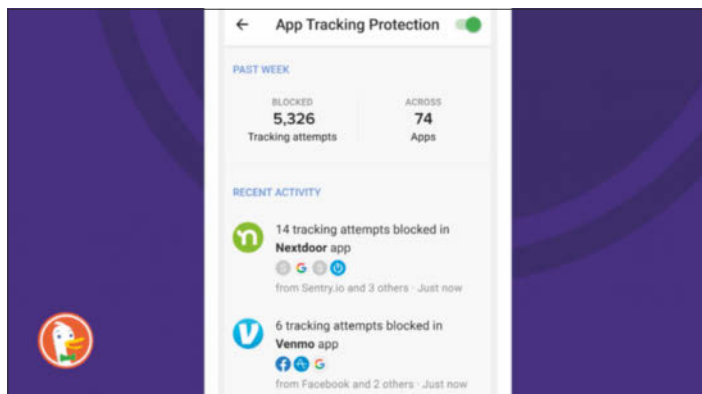 App Tracking Protection
PAST WEEK
BLOCKED
5,326
Tracking attempts
ACROSS
74
Apps
RECENT ACTIVITY
14 tracking attempts blocked in
Nextdoor app
from Sentry.io and 3 others · Just now
6 tracking attempts blocked in
Venmo app
from Facebook and 2 others · Just now